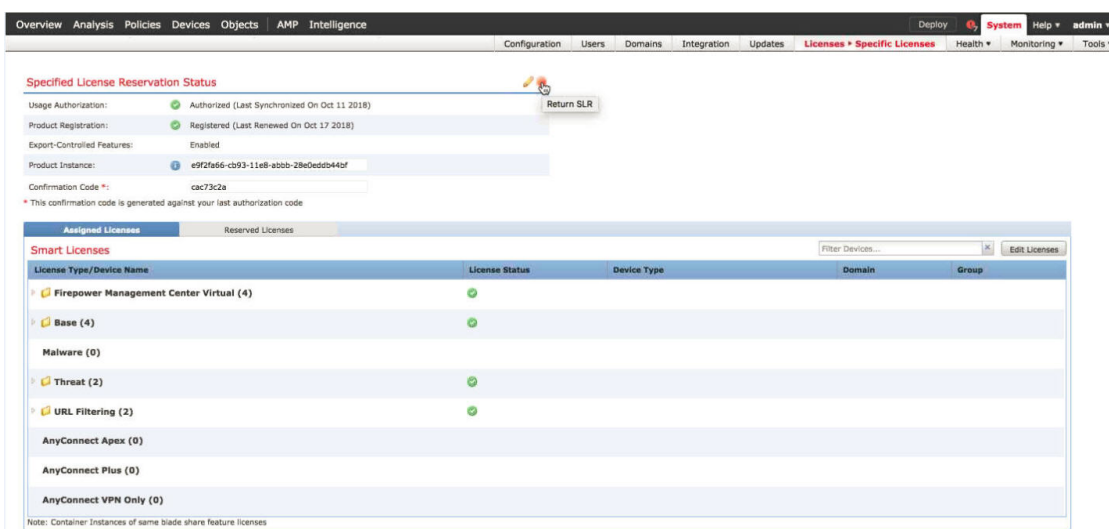 Overview Analysis Policies Devices Objects AMP Intelligence Deploy System Help ▾ admin
Configuration Users Domains Integration Updates Licenses ▸ Specific Licenses Health ▾ Monitoring ▾ Tools
Specified License Reservation Status
Return SLR
Usage Authorization: Authorized (Last Synchronized On Oct 11 2018)
Product Registration: Registered (Last Renewed On Oct 17 2018)
Export-Controlled Features: Enabled
Product Instance: e9f2fa66-cb93-11e8-abbb-28e0eddb44bf
Confirmation Code *: cac73c2a
* This confirmation code is generated against your last authorization code
Assigned Licenses Reserved Licenses
Smart Licenses Filter Devices... Edit Licenses
License Type/Device Name License Status Device Type Domain Group
Firepower Management Center Virtual (4)
Base (4)
Malware (0)
Threat (2)
URL Filtering (2)
AnyConnect Apex (0)
AnyConnect Plus (0)
AnyConnect VPN Only (0)
Note: Container Instances of same blade share feature licenses